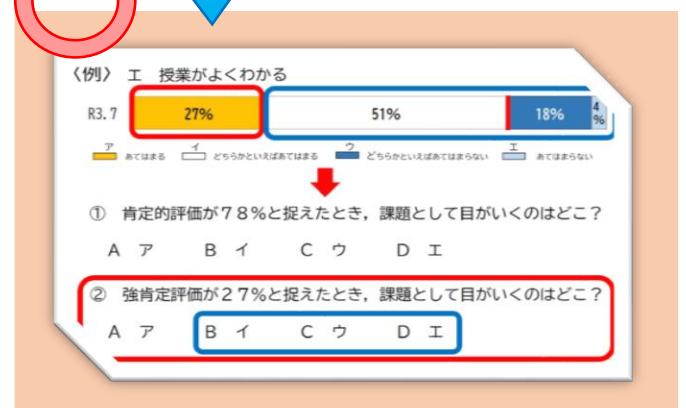 〈例〉 エ 授業がよくわかる
R3.7 27% 51% 18% 4%
ア あてはまる イ どちらかといえばあてはまる ウ どちらかといえばあてはまらない エ あてはまらない
① 肯定的評価が78%と捉えたとき，課題として目がいくのはどこ？
A ア B イ C ウ D エ
② 強肯定評価が27%と捉えたとき，課題として目がいくのはどこ？
A ア B イ C ウ D エ